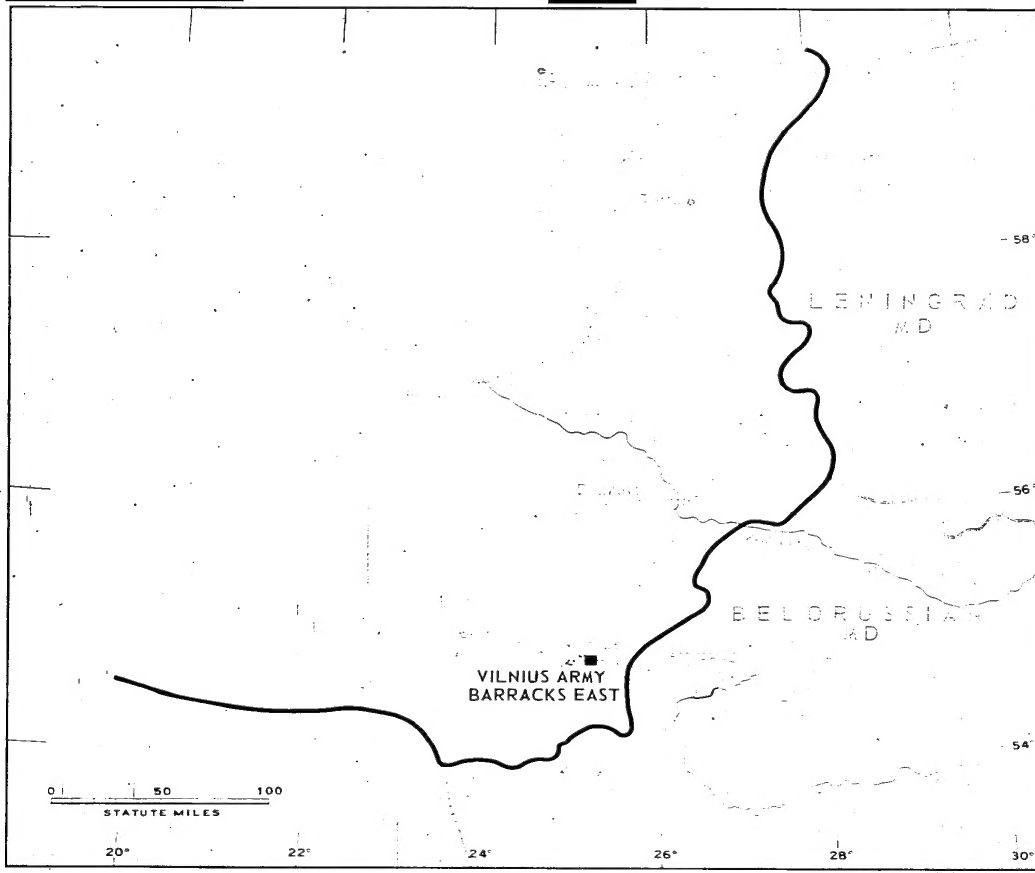 58°
LENINGRAD
MD
56°
BELORUSSIAN
MD
VILNIUS ARMY
BARRACKS EAST
54°
0 50 100
STATUTE MILES
20° 22° 24° 26° 28° 30°